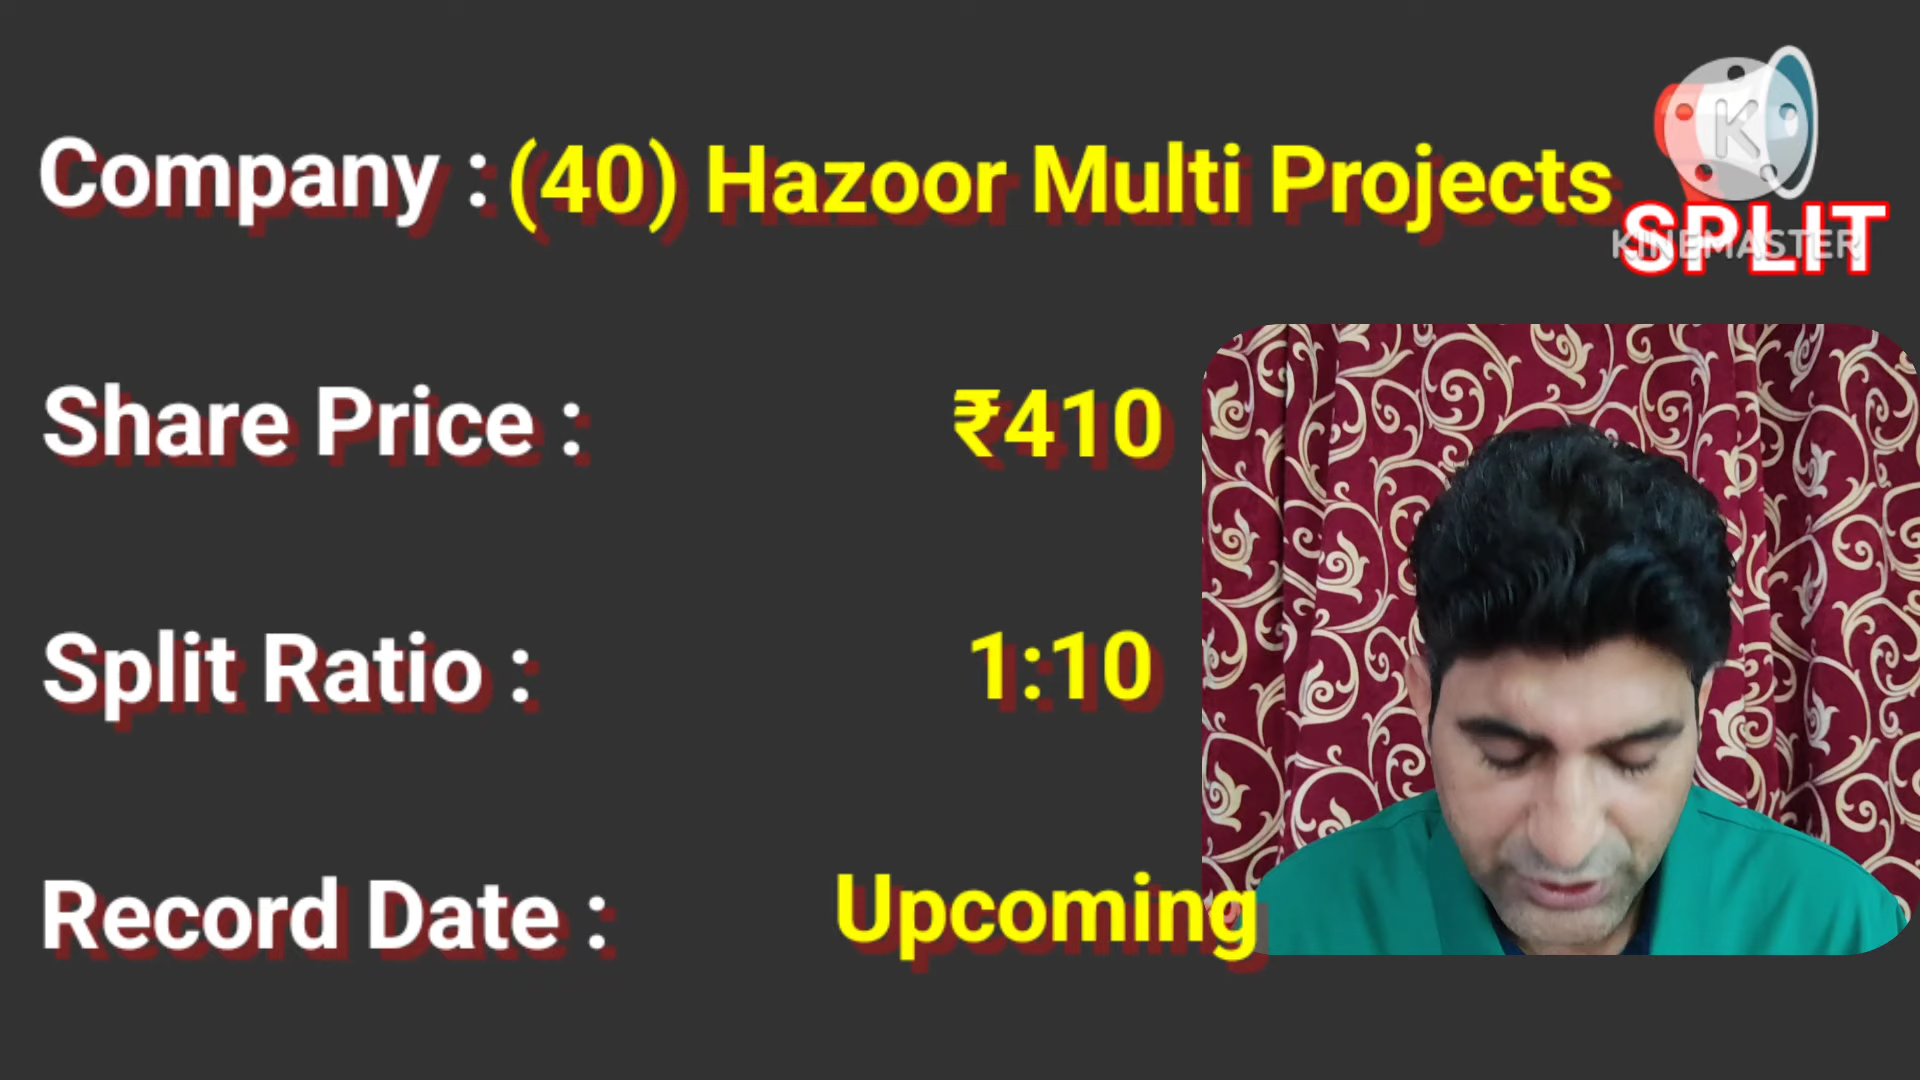 Company : (40) Hazoor Multi Projects
SPLIT
KINEMASTER
Share Price : ₹410
Split Ratio : 1:10
Record Date : Upcoming